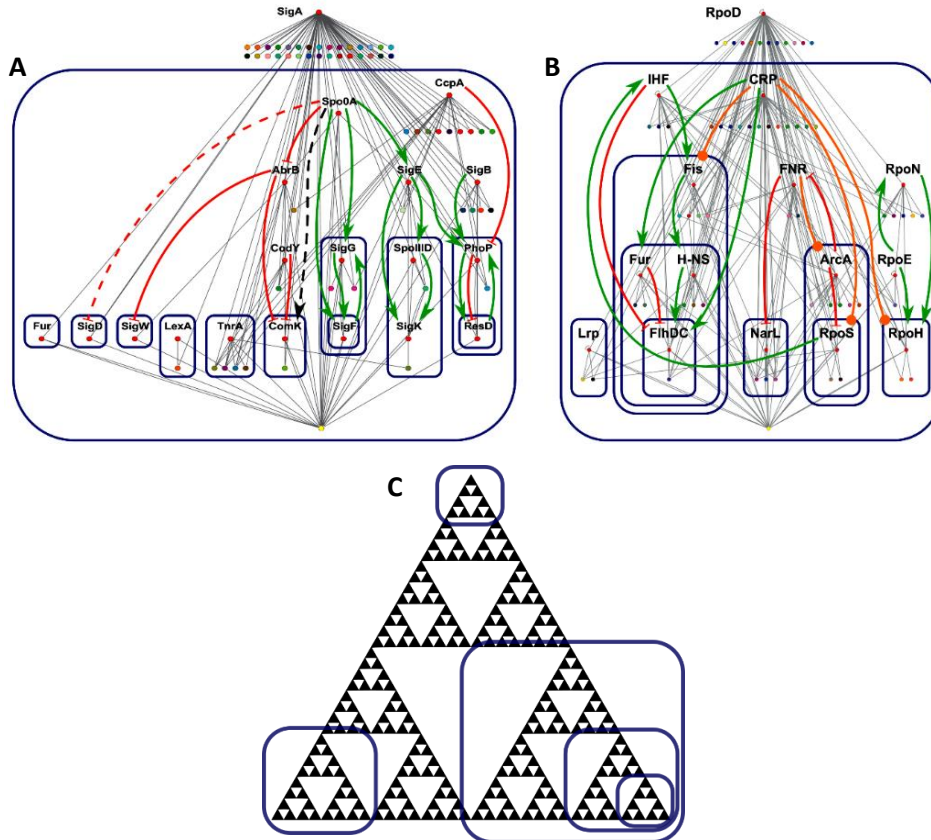 SigA
A
CcpA
Spo0A
AbrB
SigE
SigB
CodY
SigG
SpoIIID
PhoP
Fur
SigD
SigW
LexA
TnrA
ComK
SigF
SigK
ResD
RpoD
B
IHF
CRP
Fis
FNR
RpoN
Fur
H-NS
ArcA
RpoE
Lrp
FlhDC
NarL
RpoS
RpoH
C